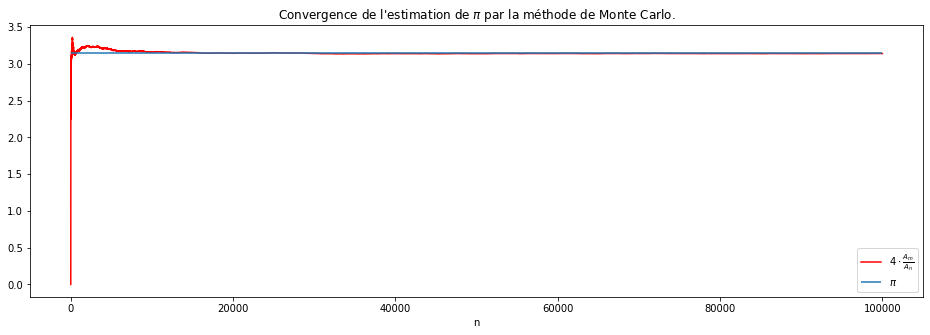 Convergence de l'estimation de π par la méthode de Monte Carlo.
3.5
3.0
2.5
2.0
1.5
1.0
0.5
0.0
4 · A_m/A_n
π
0 20000 40000 60000 80000 100000
n